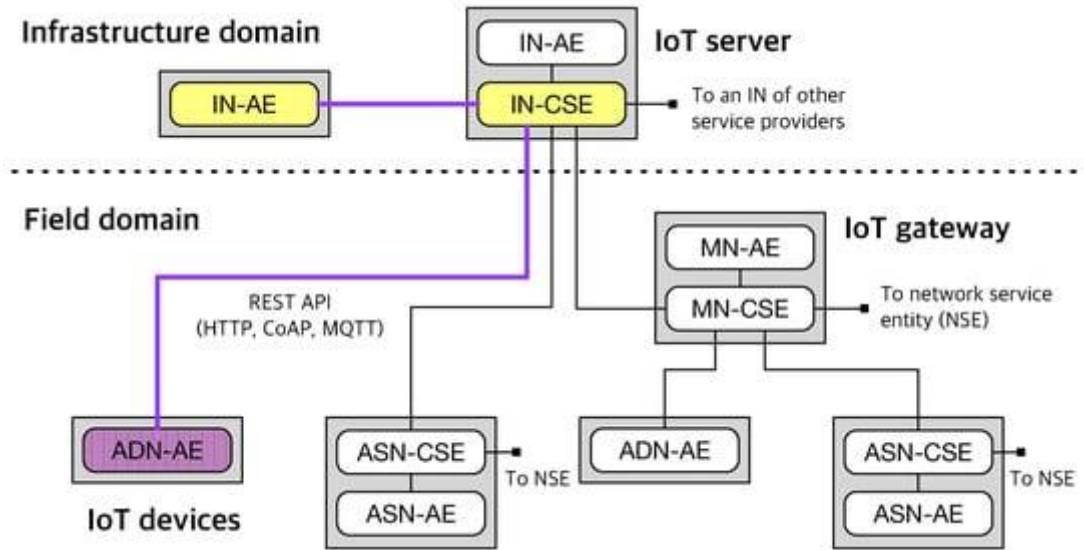 Infrastructure domain
IN-AE
IoT server
IN-AE
IN-CSE
To an IN of other
service providers
Field domain
IoT gateway
MN-AE
REST API
(HTTP, CoAP, MQTT)
MN-CSE
To network service
entity (NSE)
ADN-AE
ASN-CSE
To NSE
ASN-AE
ADN-AE
ASN-CSE
To NSE
ASN-AE
IoT devices